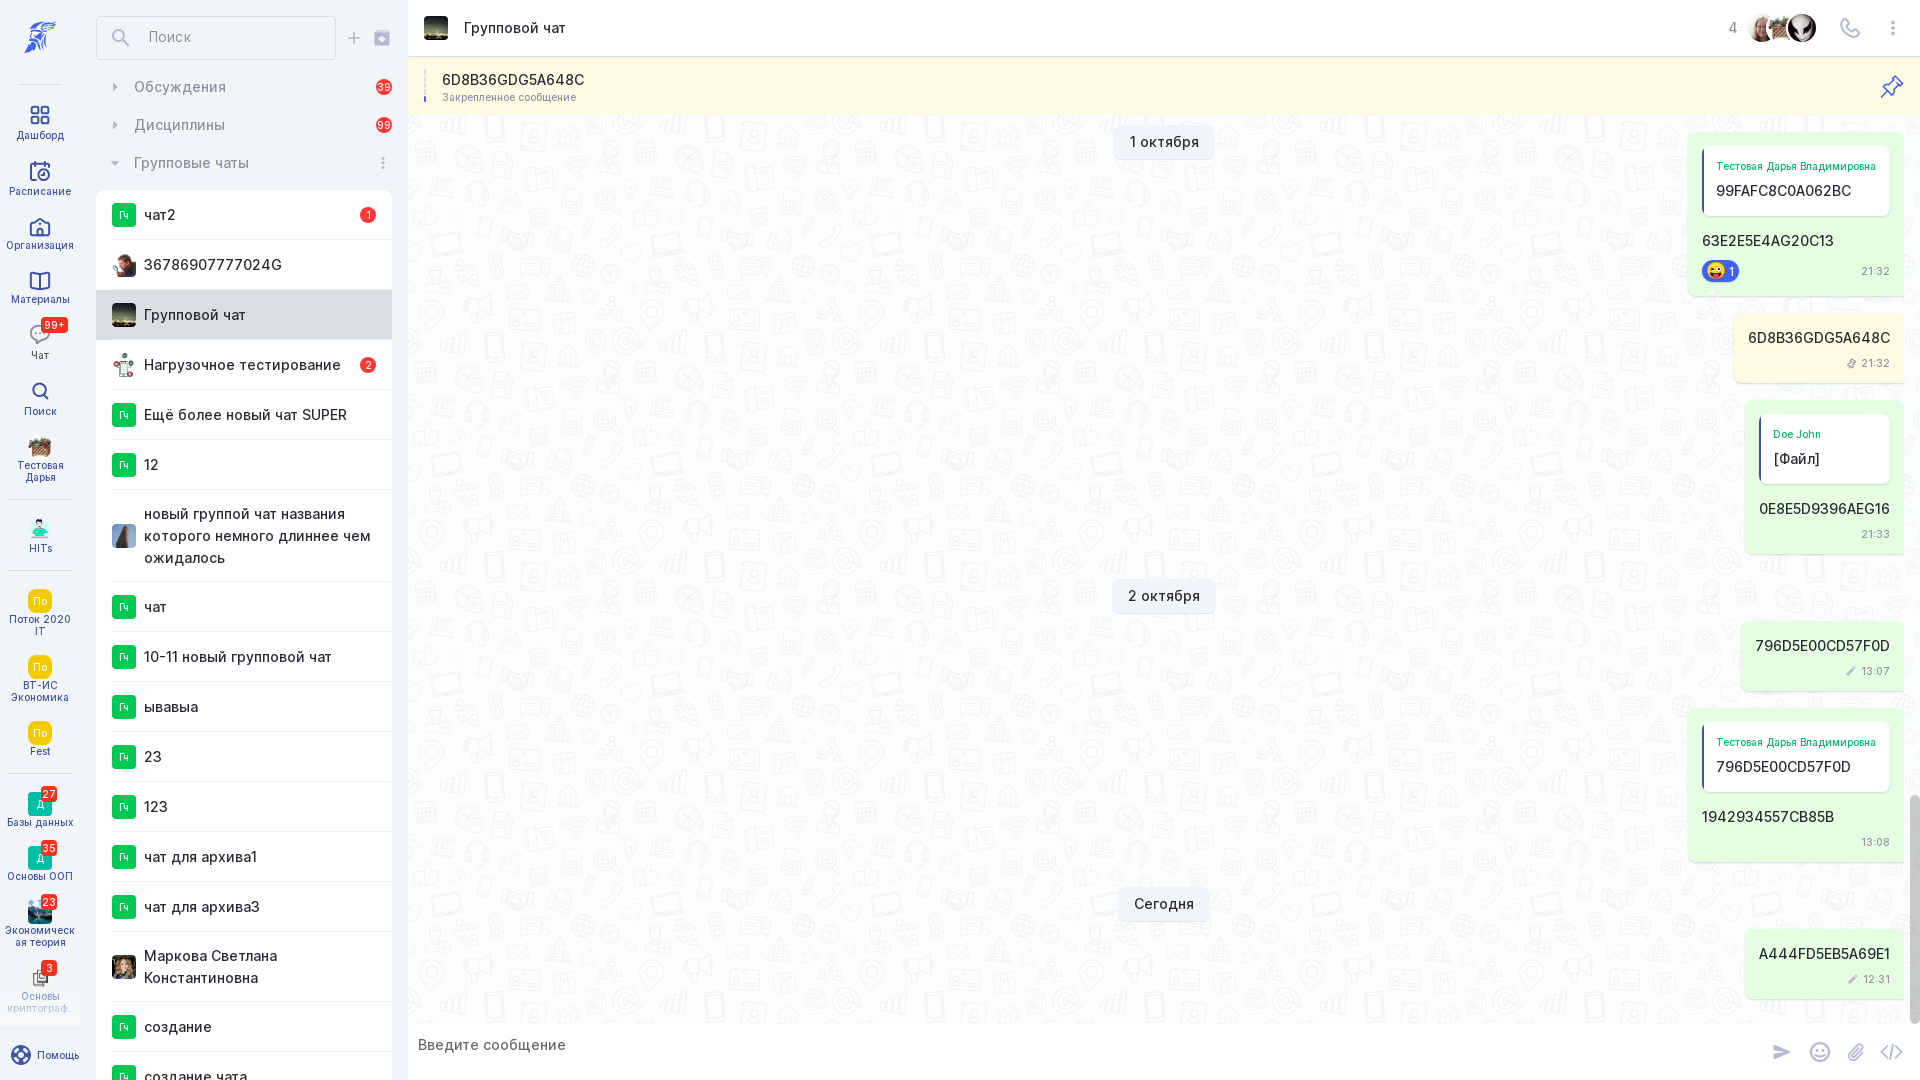 Дашборд
Расписание
Организация
Материалы
99+
Чат
Поиск
Тестовая
Дарья
HITs
По
Поток 2020
IT
По
ВТ-ИС
Экономика
По
Fest
27
Д
Базы данных
35
Д
Основы ООП
23
Экономическ
ая теория
3
Основы
криптограф...
Помощь
Поиск
Обсуждения
39
Дисциплины
99
Групповые чаты
Гч
чат2
1
36786907777024G
Групповой чат
Нагрузочное тестирование
2
Гч
Ещё более новый чат SUPER
Гч
12
новый группой чат названия
которого немного длиннее чем
ожидалось
Гч
чат
Гч
10-11 новый групповой чат
Гч
ывавыа
Гч
23
Гч
123
Гч
чат для архива1
Гч
чат для архива3
Маркова Светлана
Константиновна
Гч
создание
Гч
создание чата
Групповой чат
4
6D8B36GDG5A648C
Закрепленное сообщение
1 октября
Тестовая Дарья Владимировна
99FAFC8C0A062BC
63E2E5E4AG20C13
1
21:32
6D8B36GDG5A648C
21:32
Doe John
[Файл]
0E8E5D9396AEG16
21:33
2 октября
796D5E00CD57F0D
13:07
Тестовая Дарья Владимировна
796D5E00CD57F0D
1942934557CB85B
13:08
Сегодня
A444FD5EB5A69E1
12:31
Введите сообщение